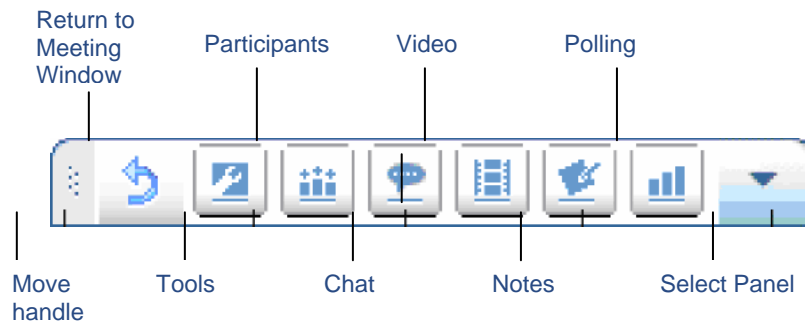 Return to
Meeting
Window
Participants
Video
Polling
Move
handle
Tools
Chat
Notes
Select Panel